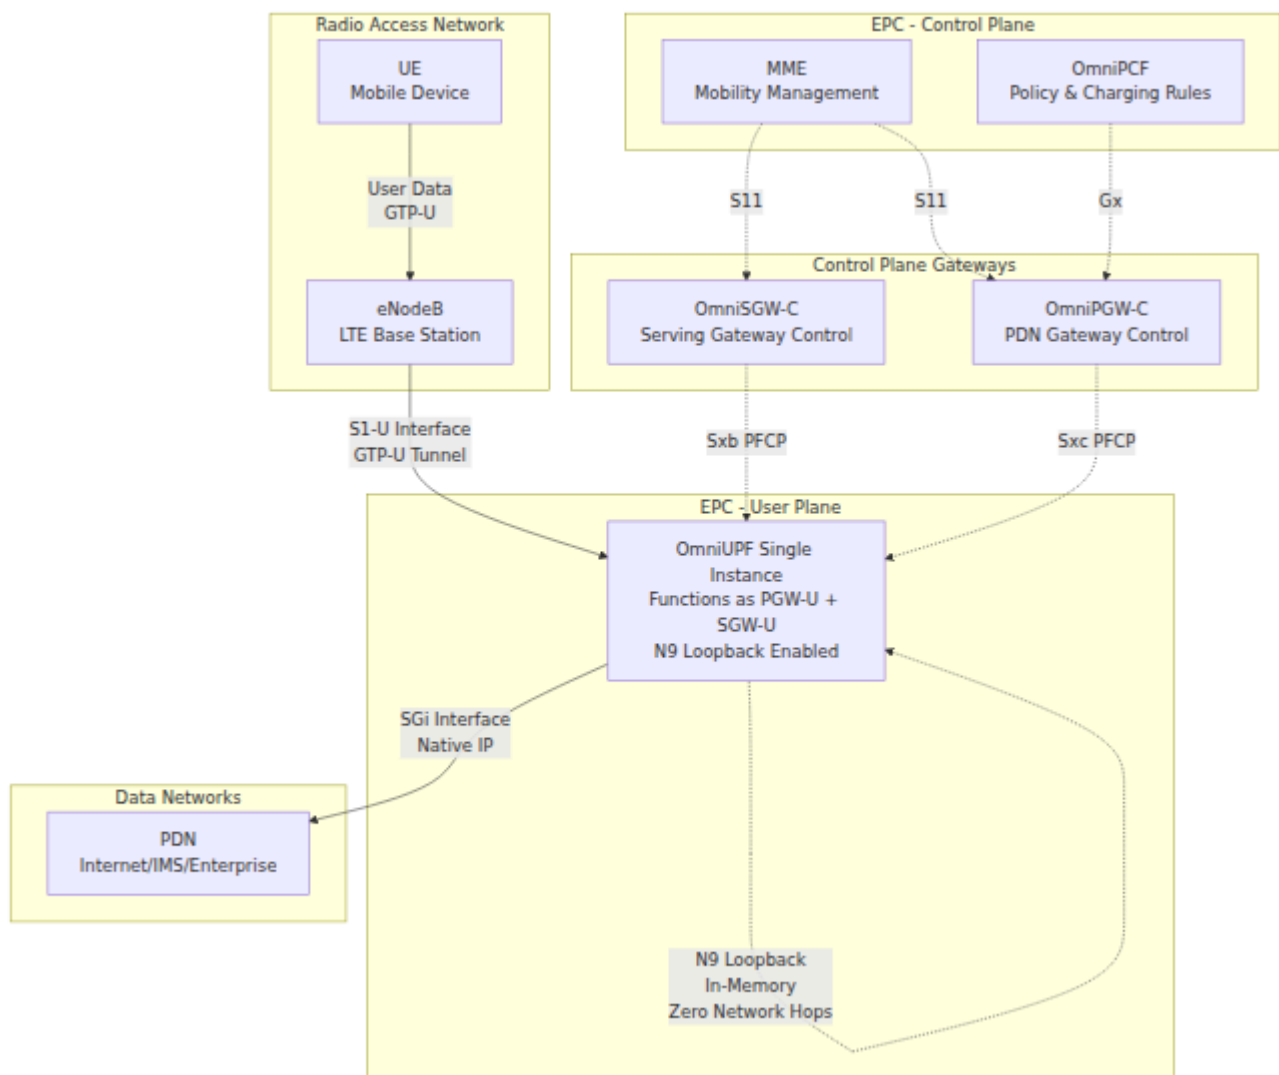 Radio Access Network
UE
Mobile Device
User Data
GTP-U
eNodeB
LTE Base Station
EPC - Control Plane
MME
Mobility Management
OmniPCF
Policy & Charging Rules
S11
S11
Gx
Control Plane Gateways
OmniSGW-C
Serving Gateway Control
OmniPGW-C
PDN Gateway Control
S1-U Interface
GTP-U Tunnel
Sxb PFCP
Sxc PFCP
EPC - User Plane
OmniUPF Single
Instance
Functions as PGW-U +
SGW-U
N9 Loopback Enabled
SGi Interface
Native IP
Data Networks
PDN
Internet/IMS/Enterprise
N9 Loopback
In-Memory
Zero Network Hops